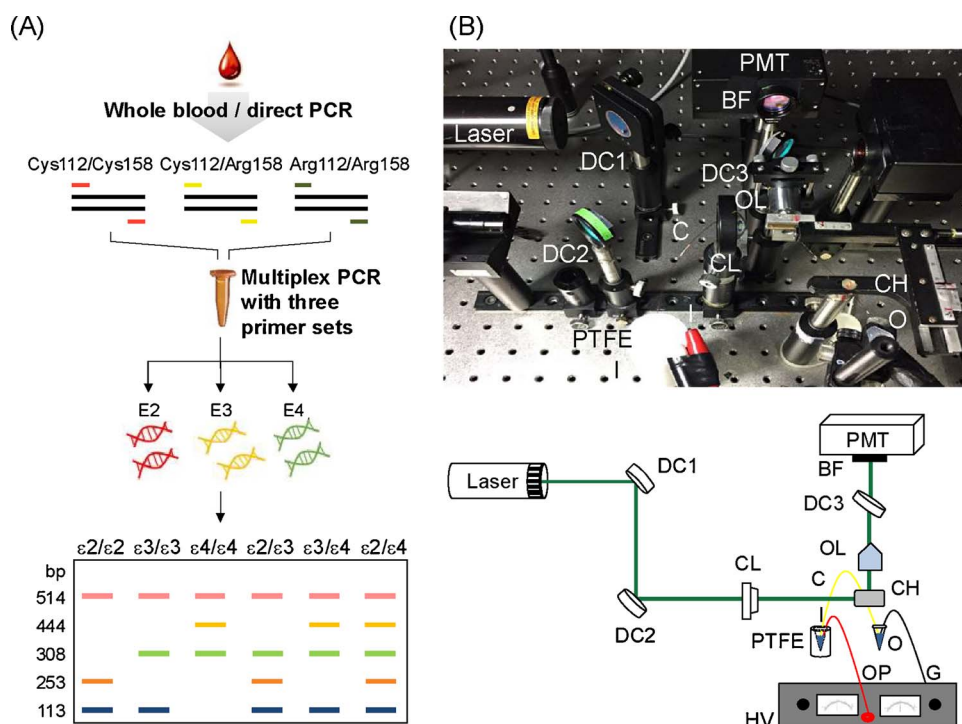 (A)
Whole blood / direct PCR
Cys112/Cys158 Cys112/Arg158 Arg112/Arg158
Multiplex PCR
with three
primer sets
E2 E3 E4
ε2/ε2 ε3/ε3 ε4/ε4 ε2/ε3 ε3/ε4 ε2/ε4
bp
514
444
308
253
113
(B)
PMT
BF
Laser
DC1
DC3
OL
C
DC2
CL
CH
O
I
PTFE
I
PMT
BF
Laser
DC1
DC3
OL
CL
C
CH
DC2
I
PTFE
O
OP G
HV